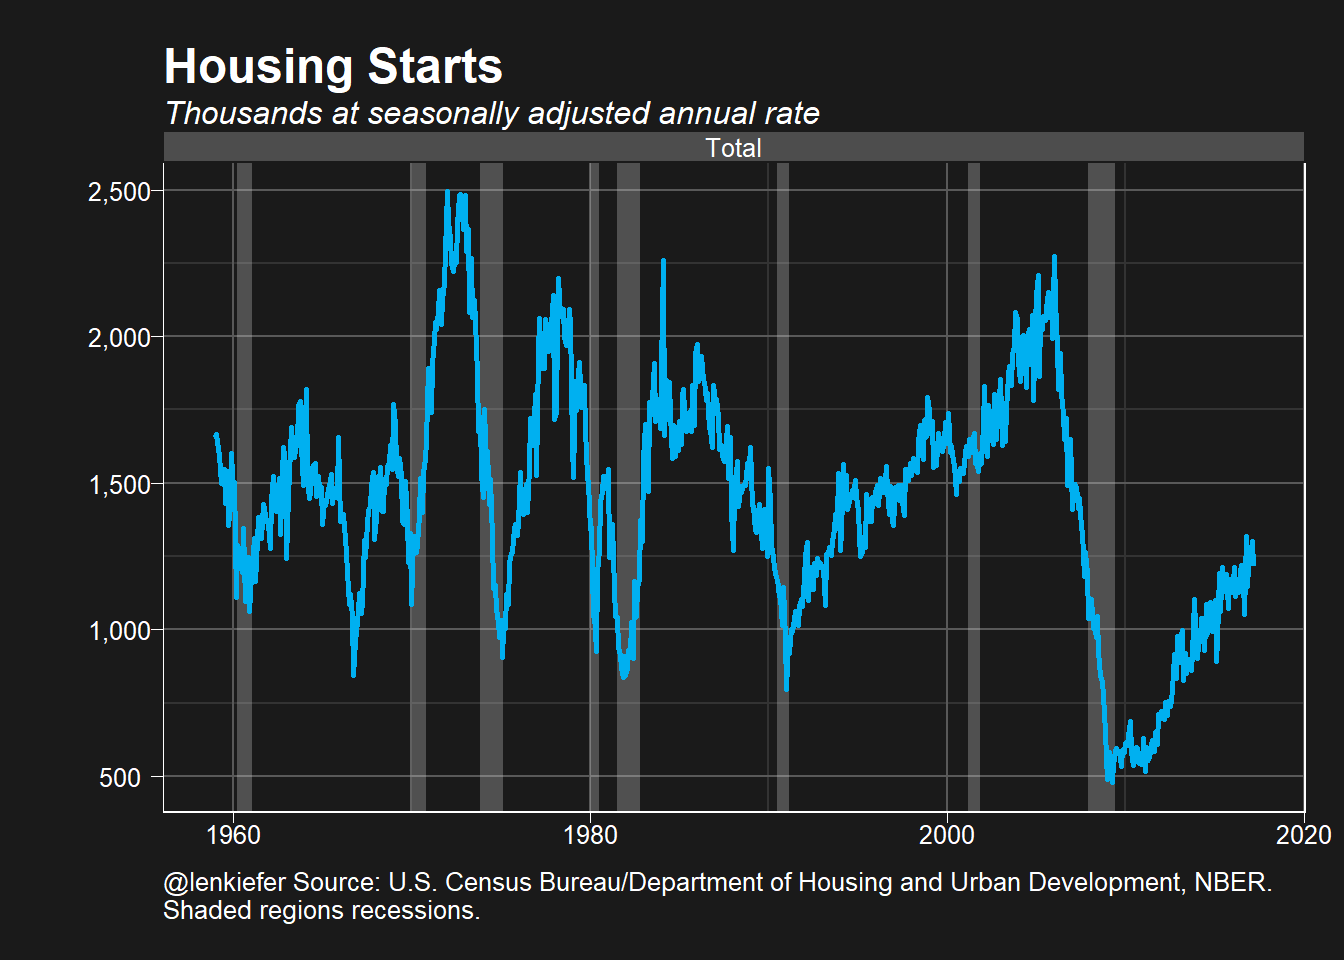 Housing Starts
Thousands at seasonally adjusted annual rate
Total
2,500
2,000
1,500
1,000
500
1960
1980
2000
2020
@lenkiefer Source: U.S. Census Bureau/Department of Housing and Urban Development, NBER.
Shaded regions recessions.